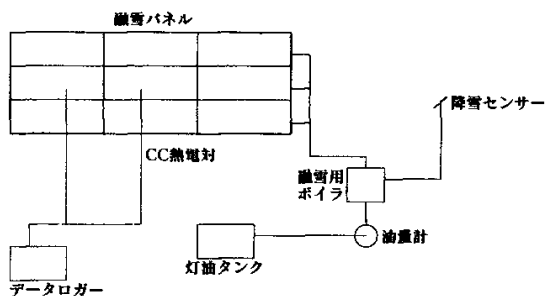 融雪パネル
降雪センサー
CC熱電対
融雪用
ボイラ
油量計
灯油タンク
データロガー